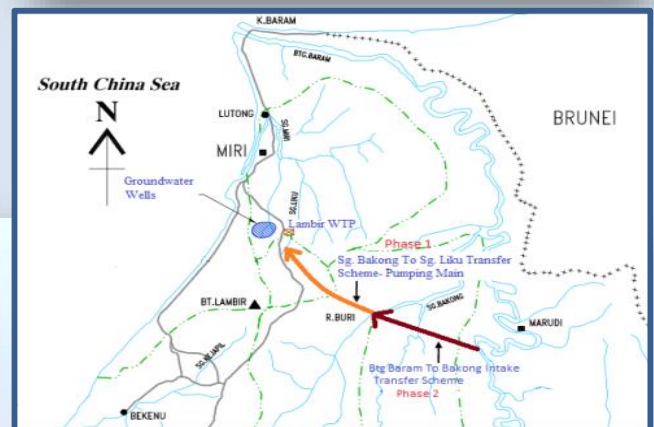 K.BARAM
BTG.BARAM
South China Sea
N
LUTONG
SG.MIRI
BRUNEI
MIRI
Groundwater
Wells
SG.LIKU
Lambir WTP
Phase 1
Sg. Bakong To Sg. Liku Transfer
Scheme- Pumping Main
BT.LAMBIR
R.BURI
SG.BAKONG
MARUDI
Btg Baram To Bakong Intake
Transfer Scheme
Phase 2
BEKENU